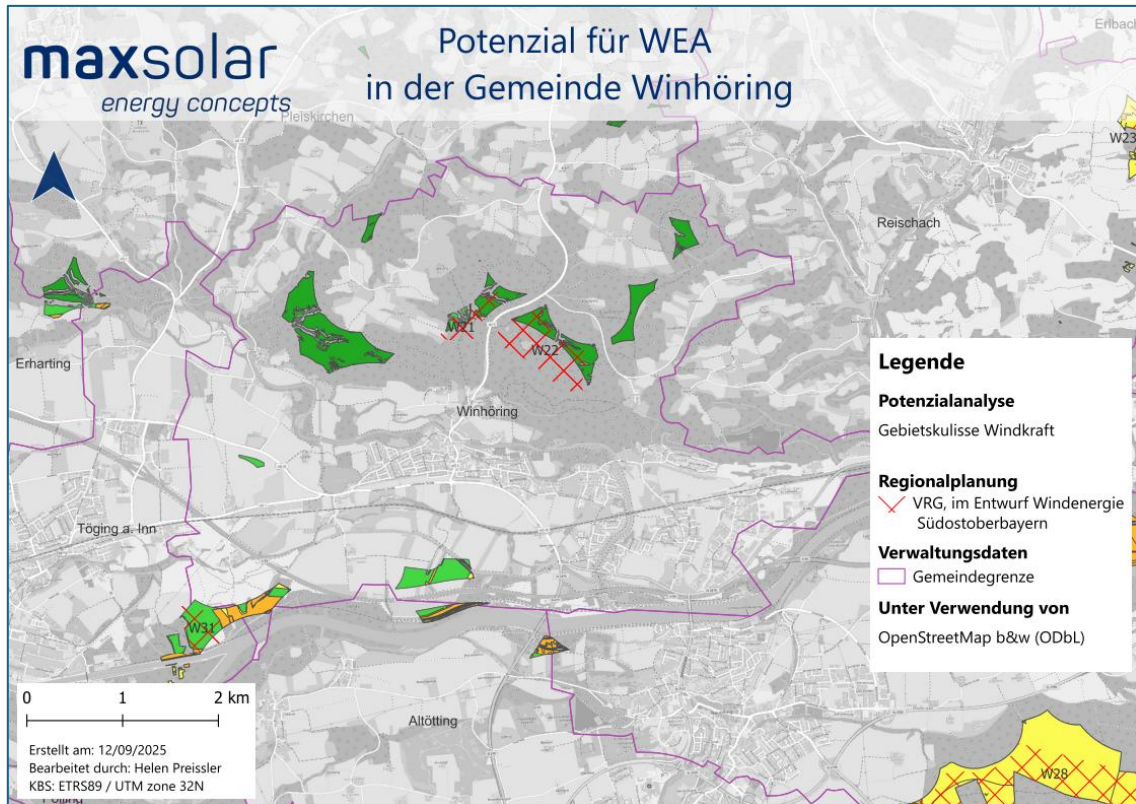 maxsolar
energy concepts
Potenzial für WEA
in der Gemeinde Winhöring
Erlbach
Pleiskirchen
W23
Reischach
W21
W22
Erharting
Winhöring
Töging a. Inn
W31
Altötting
W28
Polling
Legende
Potenzialanalyse
Gebietskulisse Windkraft
Regionalplanung
VRG, im Entwurf Windenergie
Südostoberbayern
Verwaltungsdaten
Gemeindegrenze
Unter Verwendung von
OpenStreetMap b&w (ODbL)
0 1 2 km
Erstellt am: 12/09/2025
Bearbeitet durch: Helen Preissler
KBS: ETRS89 / UTM zone 32N